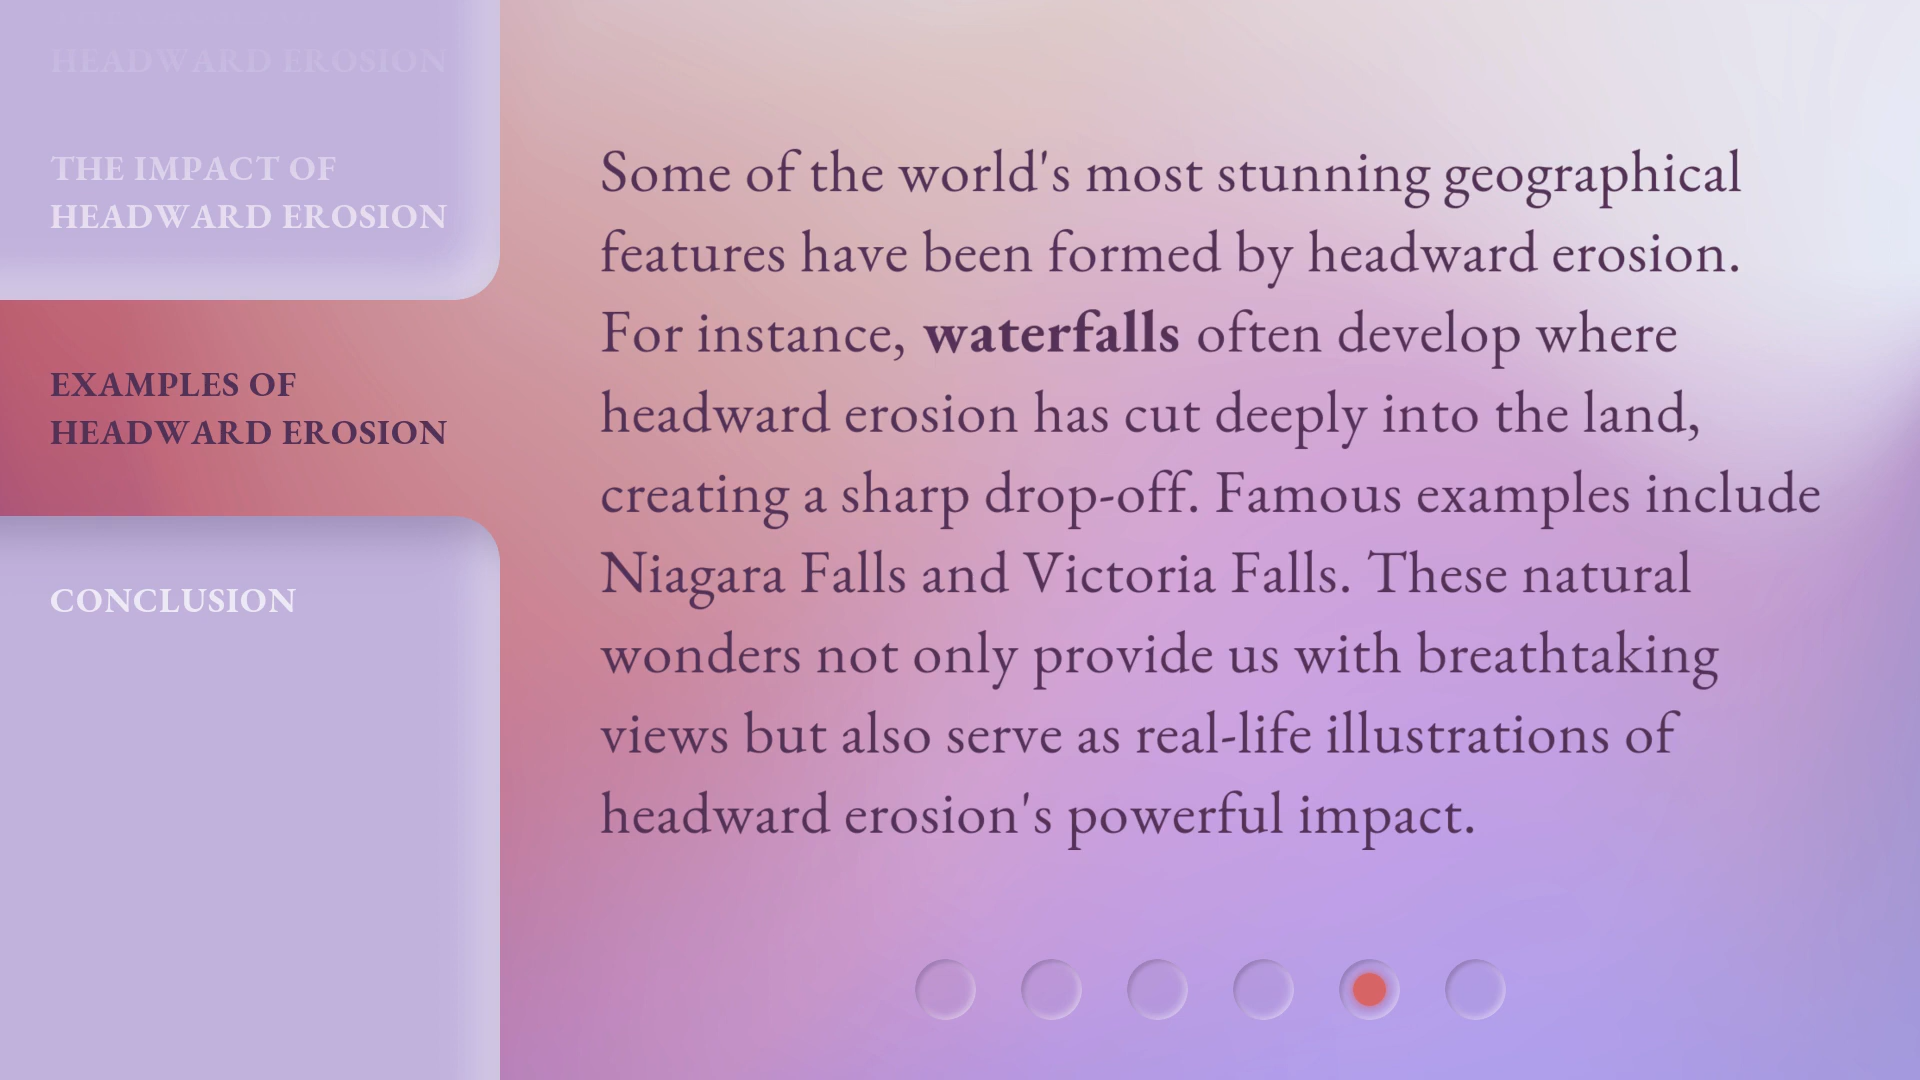 HEADWARD EROSION
THE IMPACT OF
HEADWARD EROSION
EXAMPLES OF
HEADWARD EROSION
CONCLUSION
Some of the world's most stunning geographical
features have been formed by headward erosion.
For instance, waterfalls often develop where
headward erosion has cut deeply into the land,
creating a sharp drop-off. Famous examples include
Niagara Falls and Victoria Falls. These natural
wonders not only provide us with breathtaking
views but also serve as real-life illustrations of
headward erosion's powerful impact.